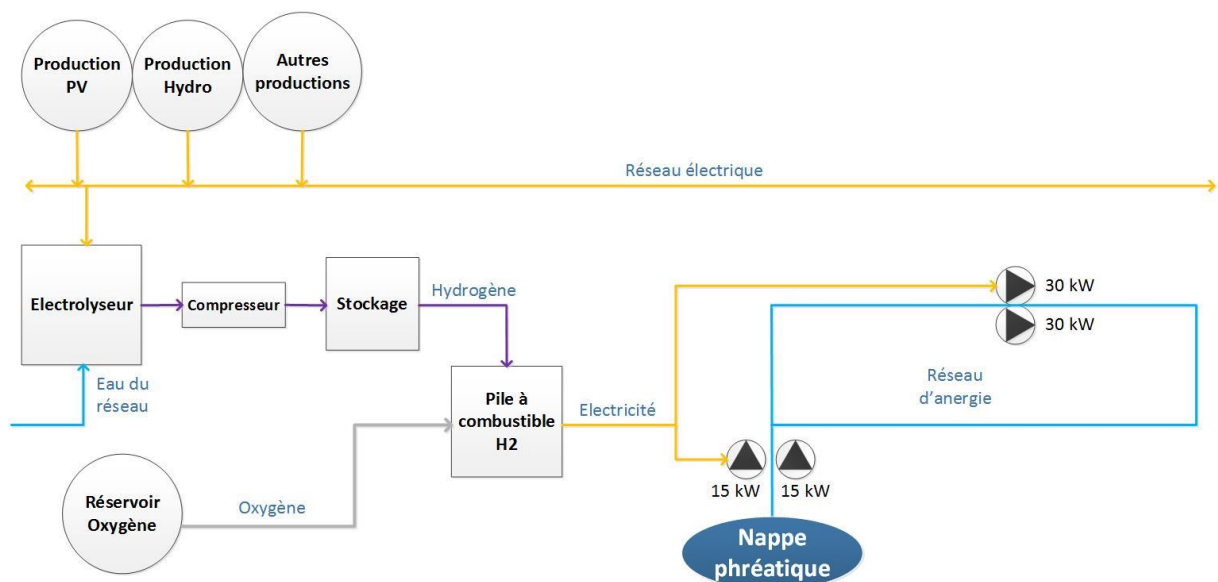 Production
PV
Production
Hydro
Autres
productions
Réseau électrique
Electrolyseur
Compresseur
Stockage
Hydrogène
30 kW
30 kW
Eau du
réseau
Pile à
combustible
H2
Electricité
Réseau
d’anergie
15 kW
15 kW
Réservoir
Oxygène
Oxygène
Nappe
phréatique